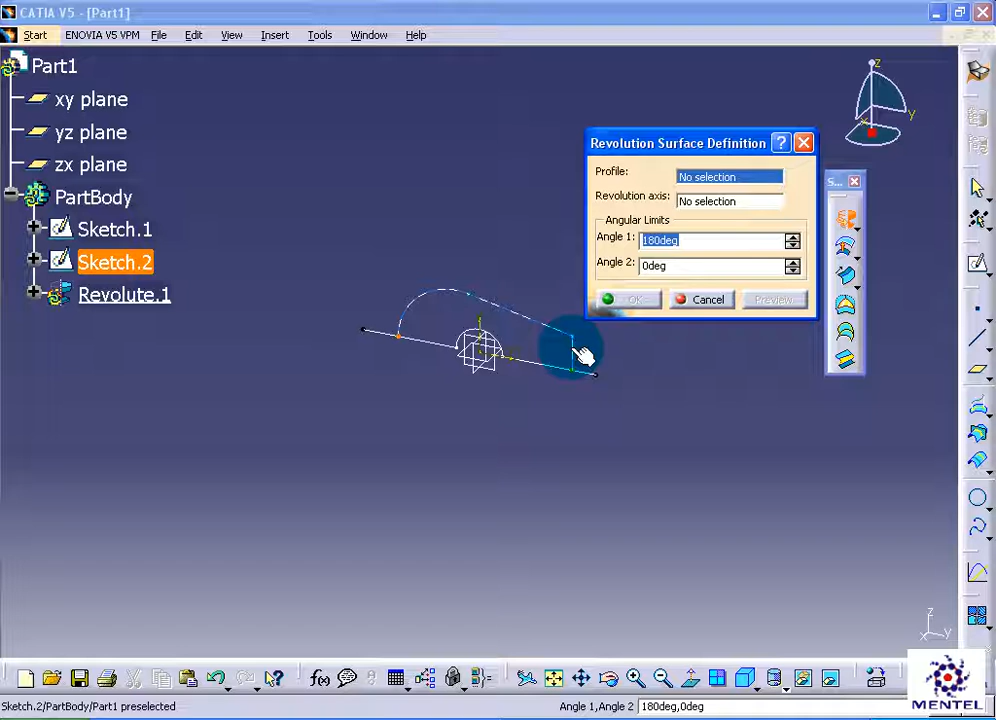 CATIA V5 - [Part1]
Start ENOVIA V5 VPM File Edit View Insert Tools Window Help
Part1
xy plane
yz plane
zx plane
PartBody
Sketch.1
Sketch.2
Revolute.1
z
y
x
Revolution Surface Definition
Profile: No selection
Revolution axis: No selection
Angular Limits
Angle 1: 180deg
Angle 2: 0deg
OK Cancel Preview
S...
z
x y
f(x)
MENTEL
Sketch.2/PartBody/Part1 preselected
Angle 1,Angle 2 180deg,0deg